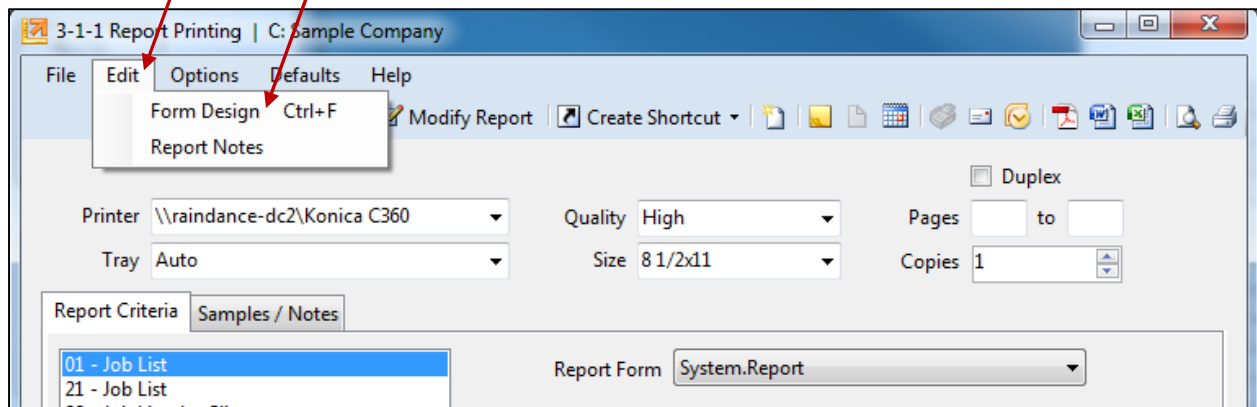 3-1-1 Report Printing | C: Sample Company
File Edit Options Defaults Help
Form Design Ctrl+F
Modify Report Create Shortcut
Report Notes
Duplex
Printer \\raindance-dc2\Konica C360 Quality High Pages to
Tray Auto Size 8 1/2x11 Copies 1
Report Criteria Samples / Notes
01 - Job List
Report Form System.Report
21 - Job List